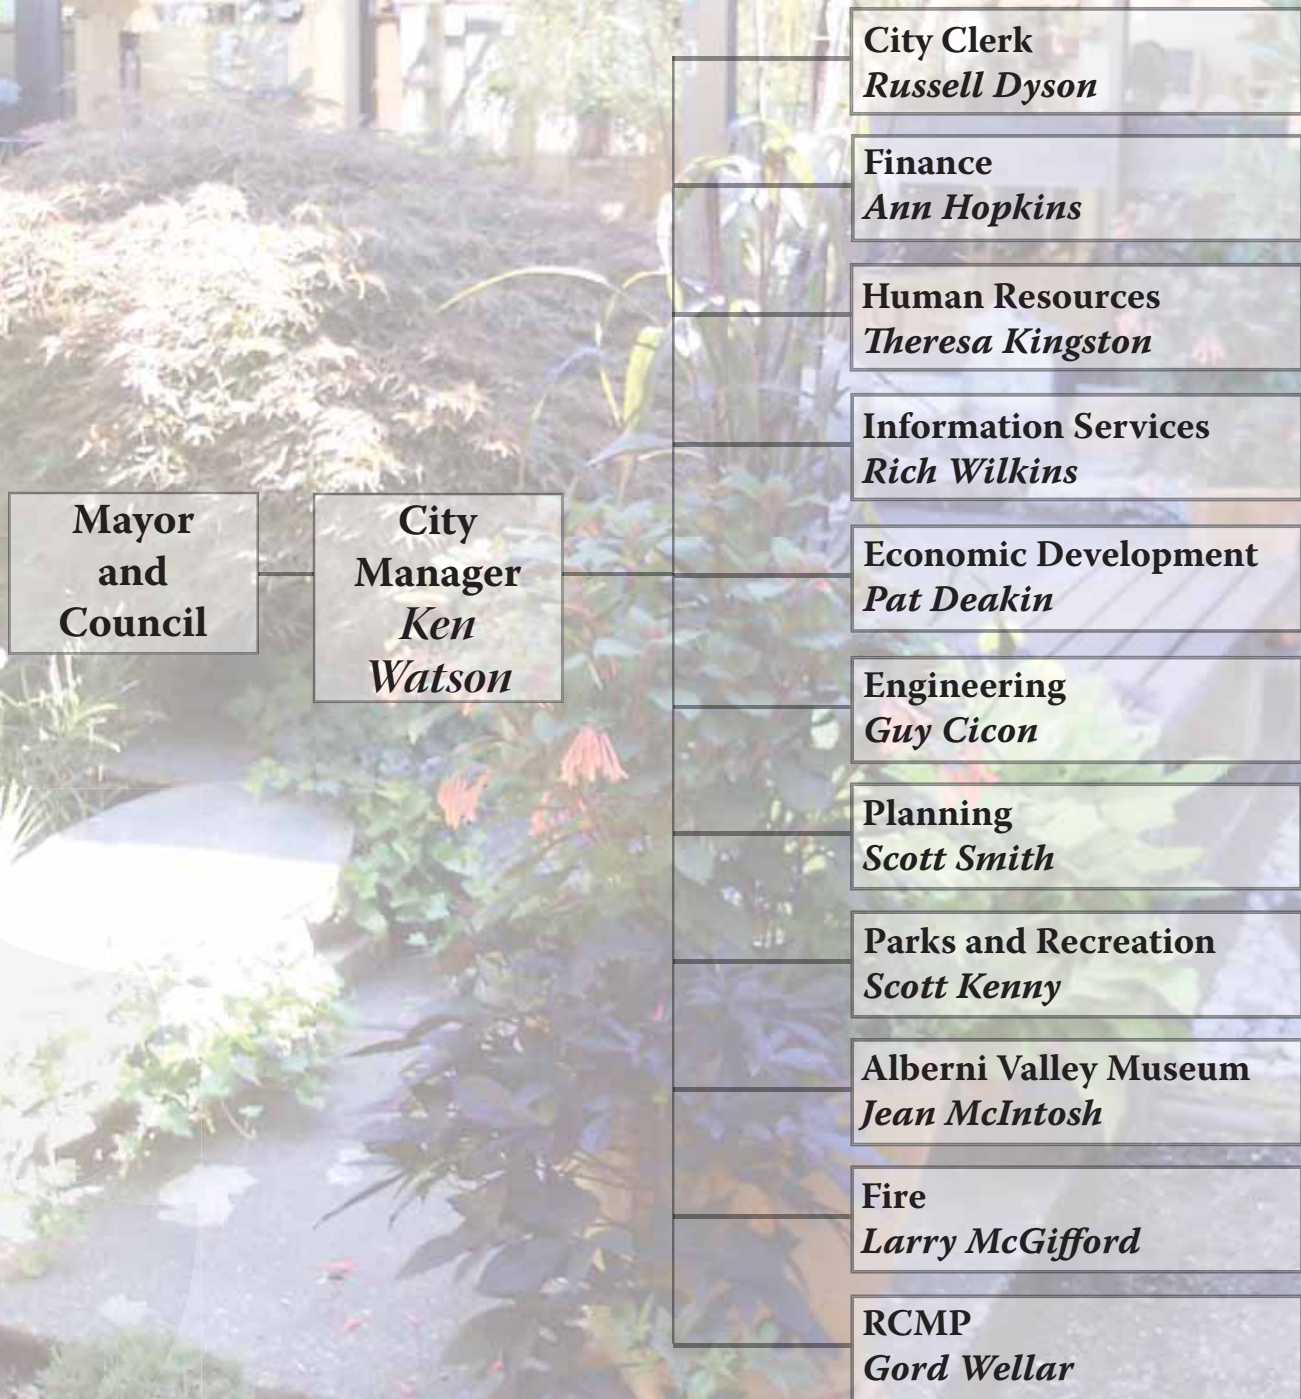 Mayor
and
Council
City
Manager
Ken
Watson
City Clerk
Russell Dyson
Finance
Ann Hopkins
Human Resources
Theresa Kingston
Information Services
Rich Wilkins
Economic Development
Pat Deakin
Engineering
Guy Cicon
Planning
Scott Smith
Parks and Recreation
Scott Kenny
Alberni Valley Museum
Jean McIntosh
Fire
Larry McGifford
RCMP
Gord Wellar